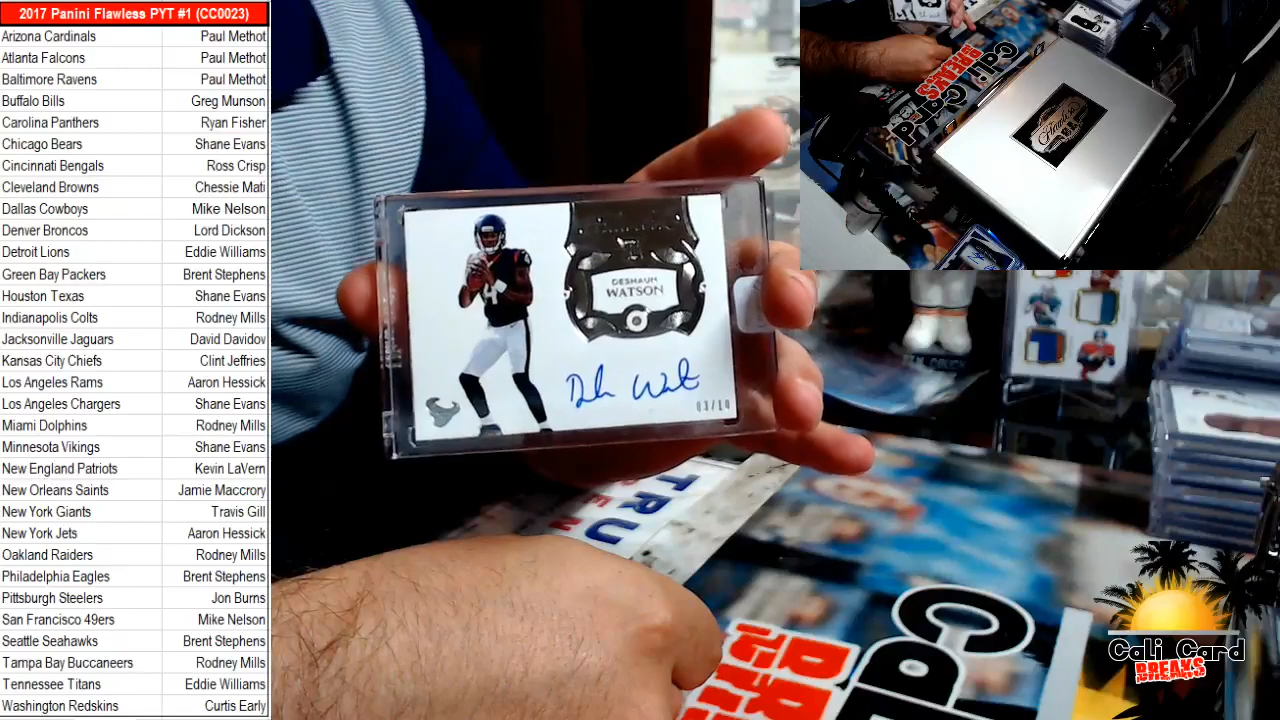 2017 Panini Flawless PYT #1 (CC0023)
Arizona Cardinals Paul Methot
Atlanta Falcons Paul Methot
Baltimore Ravens Paul Methot
Buffalo Bills Greg Munson
Carolina Panthers Ryan Fisher
Chicago Bears Shane Evans
Cincinnati Bengals Ross Crisp
Cleveland Browns Chessie Mati
Dallas Cowboys Mike Nelson
Denver Broncos Lord Dickson
Detroit Lions Eddie Williams
Green Bay Packers Brent Stephens
Houston Texas Shane Evans
Indianapolis Colts Rodney Mills
Jacksonville Jaguars David Davidov
Kansas City Chiefs Clint Jeffries
Los Angeles Rams Aaron Hessick
Los Angeles Chargers Shane Evans
Miami Dolphins Rodney Mills
Minnesota Vikings Shane Evans
New England Patriots Kevin LaVern
New Orleans Saints Jamie Maccrory
New York Giants Travis Gill
New York Jets Aaron Hessick
Oakland Raiders Rodney Mills
Philadelphia Eagles Brent Stephens
Pittsburgh Steelers Jon Burns
San Francisco 49ers Mike Nelson
Seattle Seahawks Brent Stephens
Tampa Bay Buccaneers Rodney Mills
Tennessee Titans Eddie Williams
Washington Redskins Curtis Early
DESHAUN
WATSON
03/10
Cali Card
BREAKS
Flawless
TRU
Cali Card
BREAKS